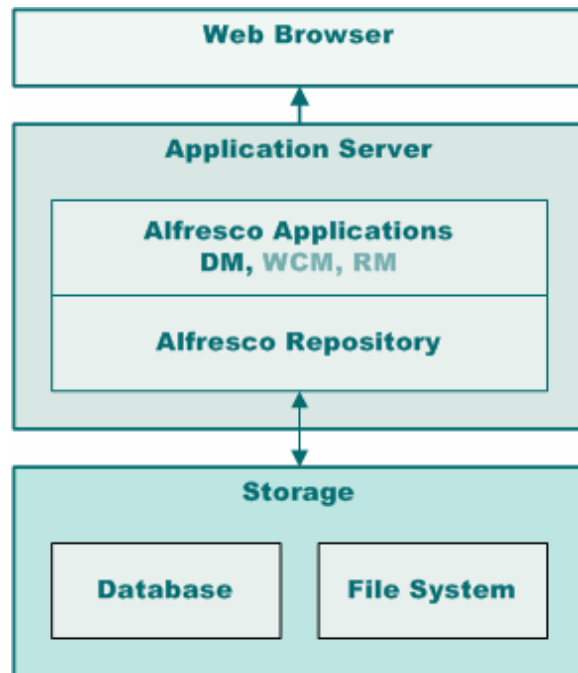 Web Browser
Application Server
Alfresco Applications
DM, WCM, RM
Alfresco Repository
Storage
Database
File System